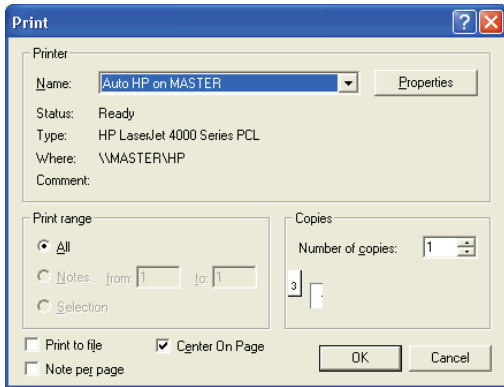 Print
Printer
Name: Auto HP on MASTER Properties
Status: Ready
Type: HP LaserJet 4000 Series PCL
Where: \\MASTER\HP
Comment:
Print range
All
Notes from: 1 to: 1
Selection
Copies
Number of copies: 1
3
Print to file
Center On Page
Note per page
OK
Cancel